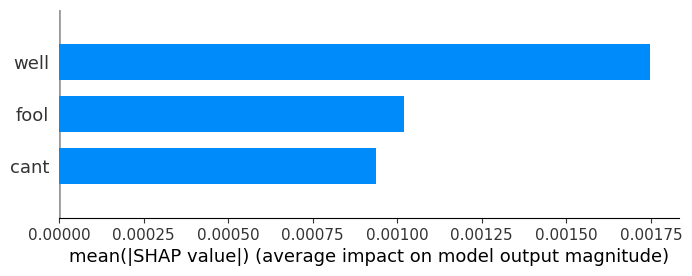 well
fool
cant
0.00000 0.00025 0.00050 0.00075 0.00100 0.00125 0.00150 0.00175
mean(|SHAP value|) (average impact on model output magnitude)